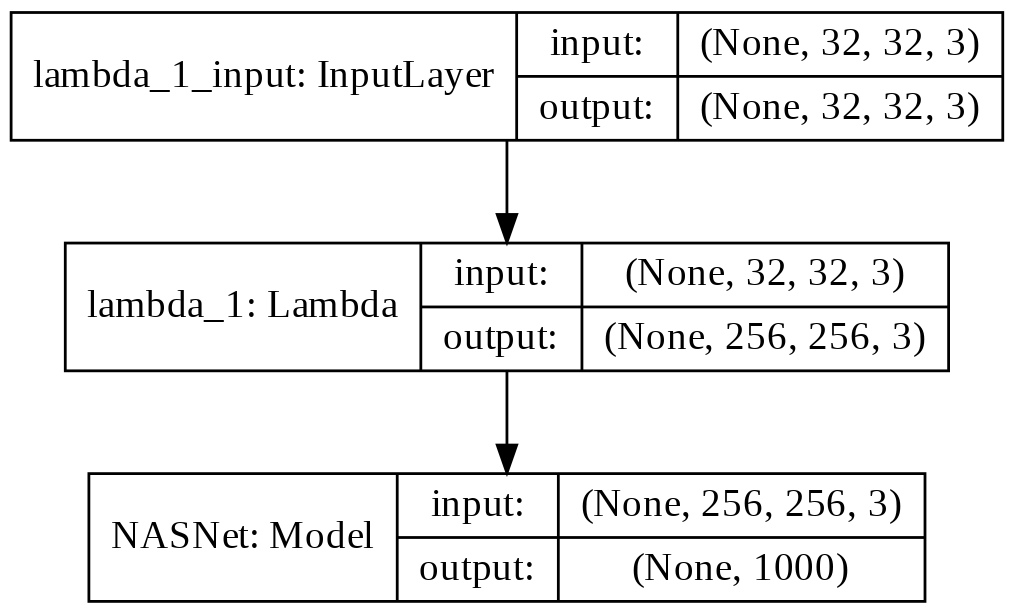 lambda_1_input: InputLayer
input:
(None, 32, 32, 3)
output:
(None, 32, 32, 3)
lambda_1: Lambda
input:
(None, 32, 32, 3)
output:
(None, 256, 256, 3)
NASNet: Model
input:
(None, 256, 256, 3)
output:
(None, 1000)